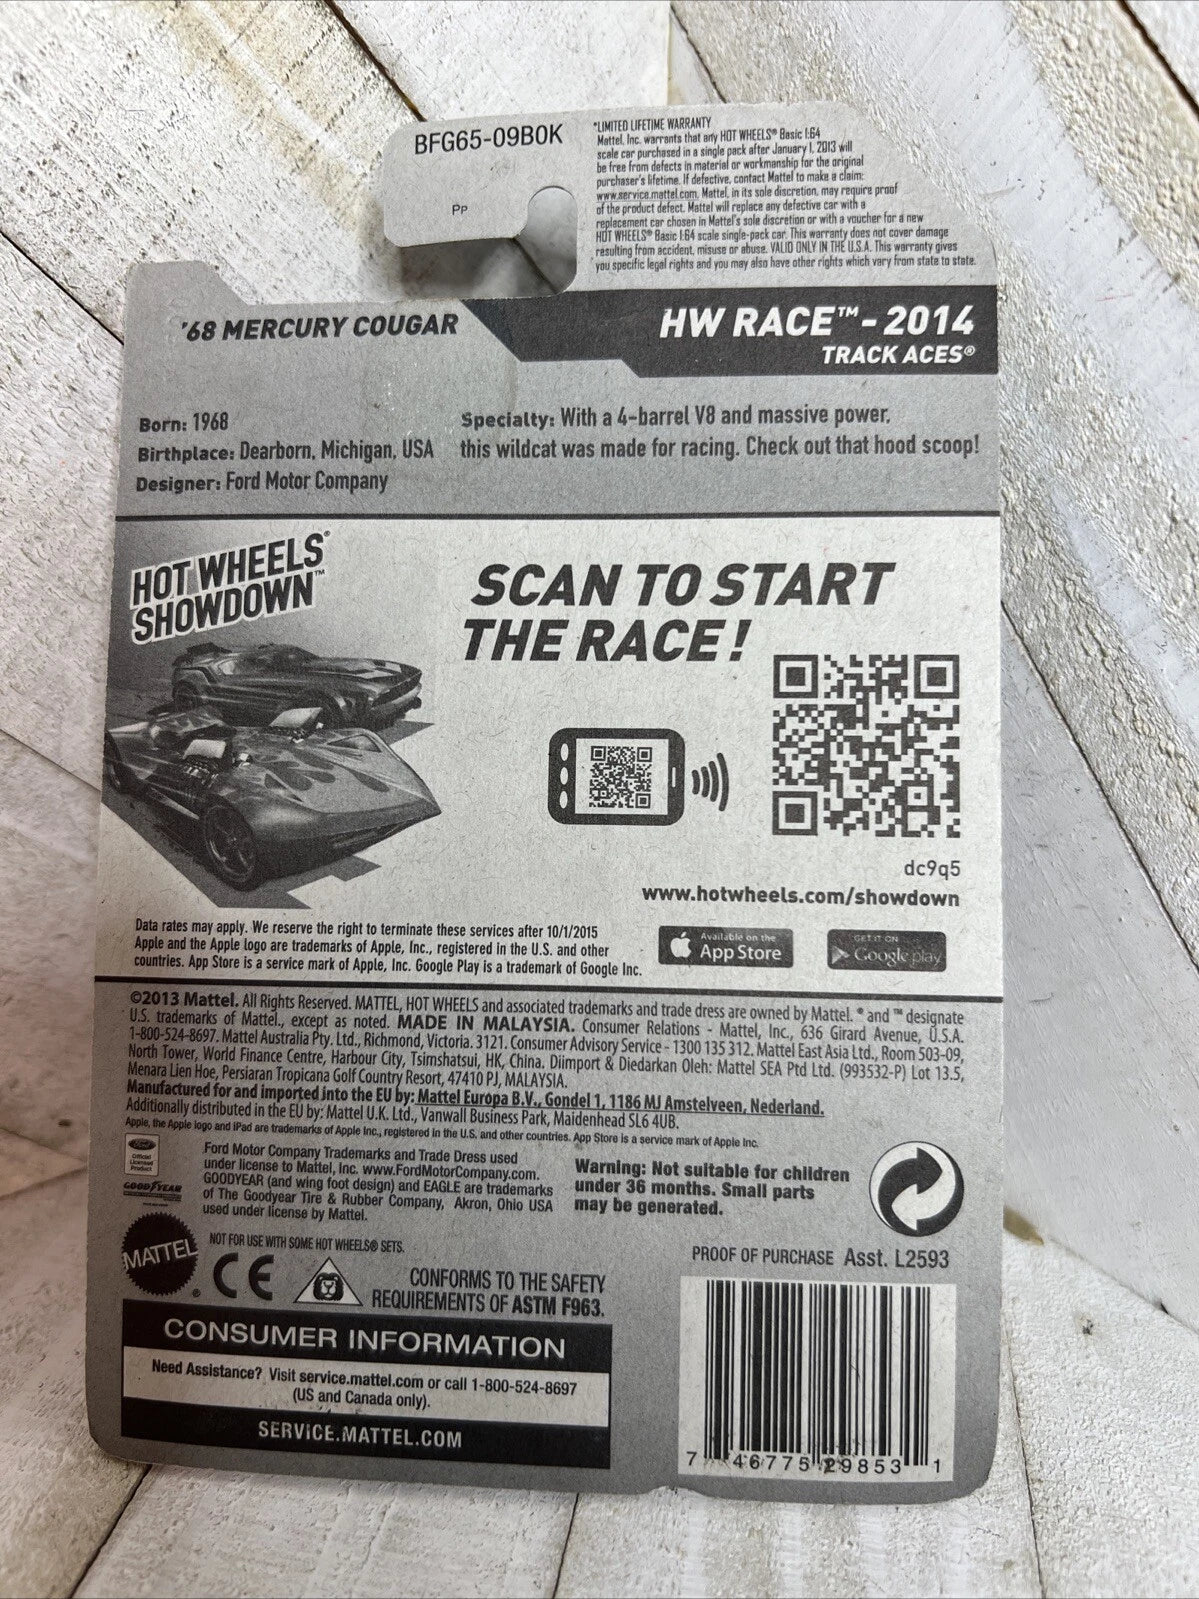 BFG65-09B0K
PP
*LIMITED LIFETIME WARRANTY
Mattel, Inc. warrants that any HOT WHEELS® Basic 1:64
scale car purchased in a single pack after January 1, 2013 will
be free from defects in material or workmanship for the original
purchaser's lifetime. If defective, contact Mattel to make a claim:
www.service.mattel.com. Mattel, in its sole discretion, may require proof
of the product defect. Mattel will replace any defective car with a
replacement car chosen in Mattel's sole discretion or with a voucher for a new
HOT WHEELS® Basic 1:64 scale single-pack car. This warranty does not cover damage
resulting from accident, misuse or abuse. VALID ONLY IN THE U.S.A. This warranty gives
you specific legal rights and you may also have other rights which vary from state to state.
'68 MERCURY COUGAR
HW RACE™ - 2014
TRACK ACES®
Born: 1968
Birthplace: Dearborn, Michigan, USA
Designer: Ford Motor Company
Specialty: With a 4-barrel V8 and massive power,
this wildcat was made for racing. Check out that hood scoop!
HOT WHEELS®
SHOWDOWN™
SCAN TO START
THE RACE!
dc9q5
www.hotwheels.com/showdown
Data rates may apply. We reserve the right to terminate these services after 10/1/2015
Apple and the Apple logo are trademarks of Apple, Inc., registered in the U.S. and other
countries. App Store is a service mark of Apple, Inc. Google Play is a trademark of Google Inc.
Available on the
App Store
GET IT ON
Google play
©2013 Mattel. All Rights Reserved. MATTEL, HOT WHEELS and associated trademarks and trade dress are owned by Mattel. ® and ™ designate
U.S. trademarks of Mattel., except as noted. MADE IN MALAYSIA. Consumer Relations - Mattel, Inc., 636 Girard Avenue, U.S.A.
1-800-524-8697. Mattel Australia Pty. Ltd., Richmond, Victoria. 3121. Consumer Advisory Service - 1300 135 312. Mattel East Asia Ltd., Room 503-09,
North Tower, World Finance Centre, Harbour City, Tsimshatsui, HK, China. Diimport & Diedarkan Oleh: Mattel SEA Ptd Ltd. (993532-P) Lot 13.5,
Menara Lien Hoe, Persiaran Tropicana Golf Country Resort, 47410 PJ, MALAYSIA.
Manufactured for and imported into the EU by: Mattel Europa B.V., Gondel 1, 1186 MJ Amstelveen, Nederland.
Additionally distributed in the EU by: Mattel U.K. Ltd., Vanwall Business Park, Maidenhead SL6 4UB.
Apple, the Apple logo and iPad are trademarks of Apple Inc., registered in the U.S. and other countries. App Store is a service mark of Apple Inc.
Ford
Official
Licensed
Product
GOODYEAR
Ford Motor Company Trademarks and Trade Dress used
under license to Mattel, Inc. www.FordMotorCompany.com.
GOODYEAR (and wing foot design) and EAGLE are trademarks
of The Goodyear Tire & Rubber Company, Akron, Ohio USA
used under license by Mattel.
Warning: Not suitable for children
under 36 months. Small parts
may be generated.
MATTEL®
NOT FOR USE WITH SOME HOT WHEELS® SETS.
CE
CONFORMS TO THE SAFETY
REQUIREMENTS OF ASTM F963.
PROOF OF PURCHASE Asst. L2593
CONSUMER INFORMATION
Need Assistance? Visit service.mattel.com or call 1-800-524-8697
(US and Canada only).
SERVICE.MATTEL.COM
7 46775 29853 1